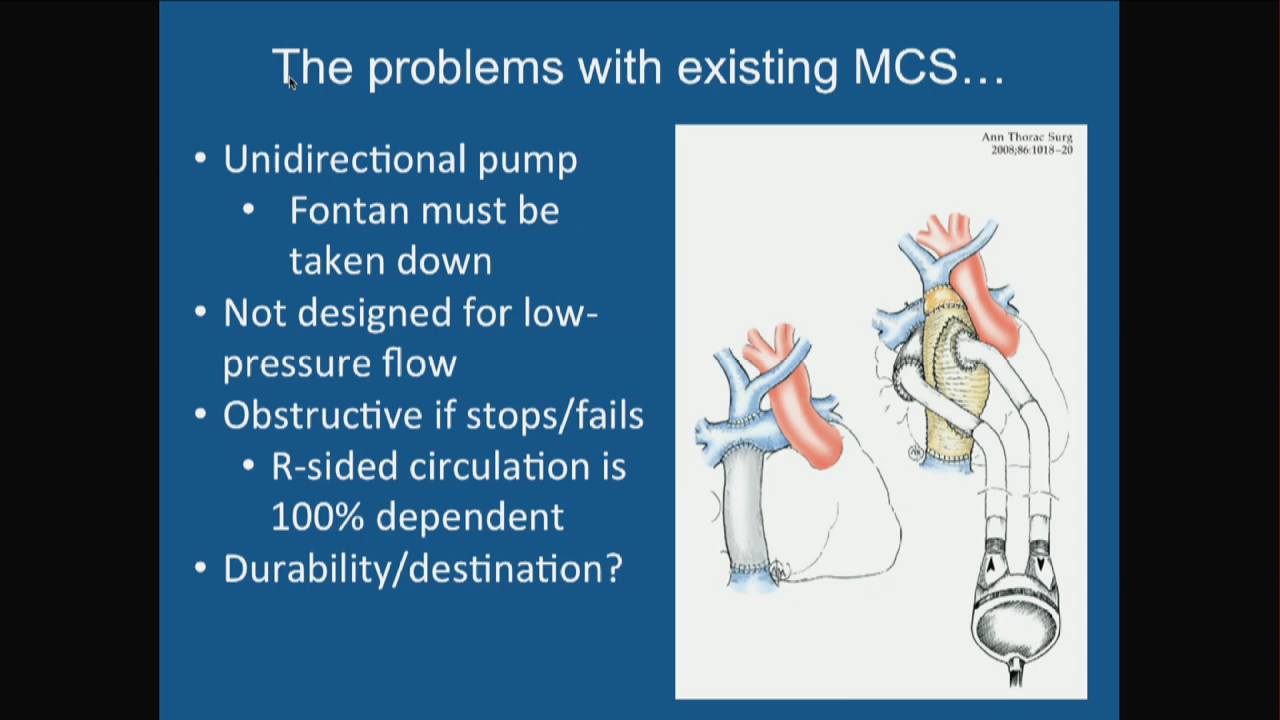 The problems with existing MCS…
• Unidirectional pump
• Fontan must be
taken down
• Not designed for low-
pressure flow
• Obstructive if stops/fails
• R-sided circulation is
100% dependent
• Durability/destination?
Ann Thorac Surg
2008;86:1018–20